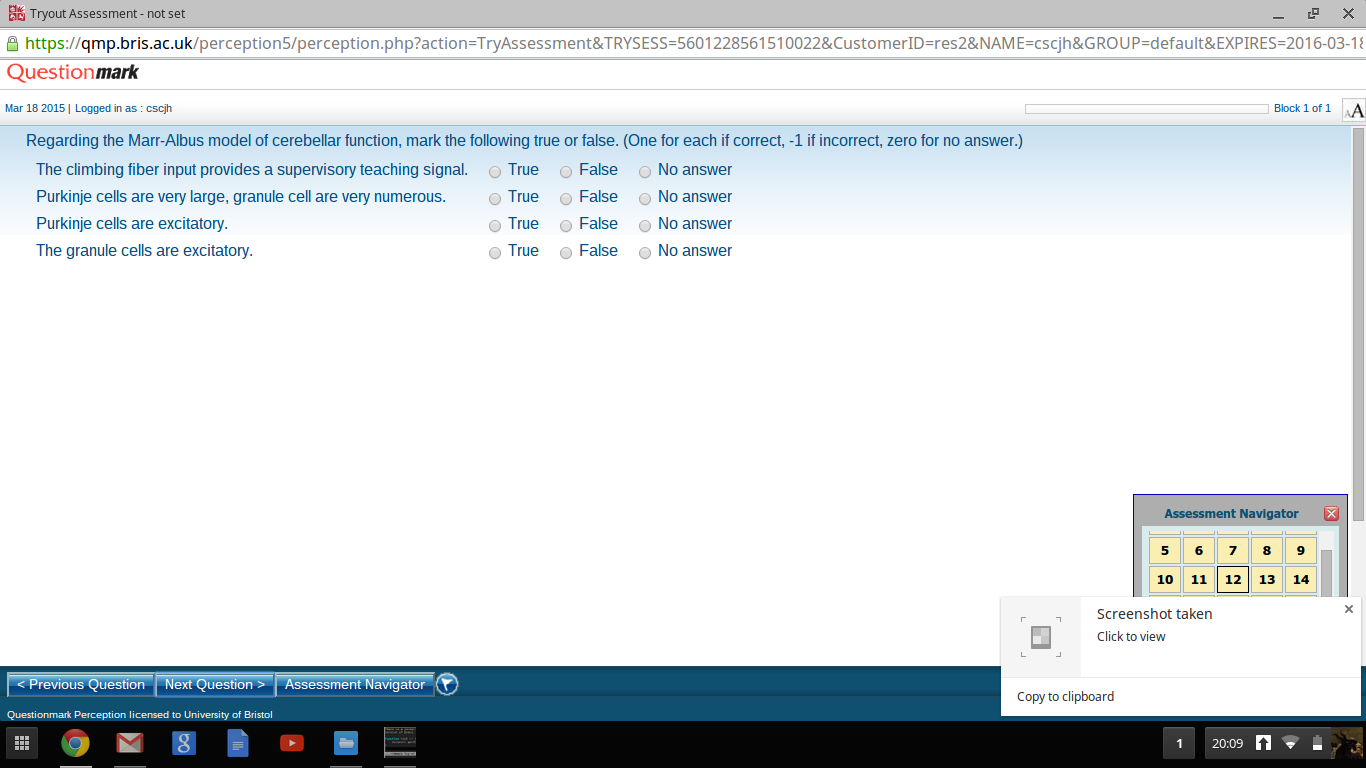 Tryout Assessment - not set
https://qmp.bris.ac.uk/perception5/perception.php?action=TryAssessment&TRYSESS=5601228561510022&CustomerID=res2&NAME=cscjh&GROUP=default&EXPIRES=2016-03-18
Questionmark
Mar 18 2015 | Logged in as : cscjh
Block 1 of 1
AA
Regarding the Marr-Albus model of cerebellar function, mark the following true or false. (One for each if correct, -1 if incorrect, zero for no answer.)
The climbing fiber input provides a supervisory teaching signal. True False No answer
Purkinje cells are very large, granule cell are very numerous. True False No answer
Purkinje cells are excitatory. True False No answer
The granule cells are excitatory. True False No answer
Assessment Navigator
5 6 7 8 9
10 11 12 13 14
Screenshot taken
Click to view
Copy to clipboard
< Previous Question Next Question > Assessment Navigator
Questionmark Perception licensed to University of Bristol
8
1
20:09